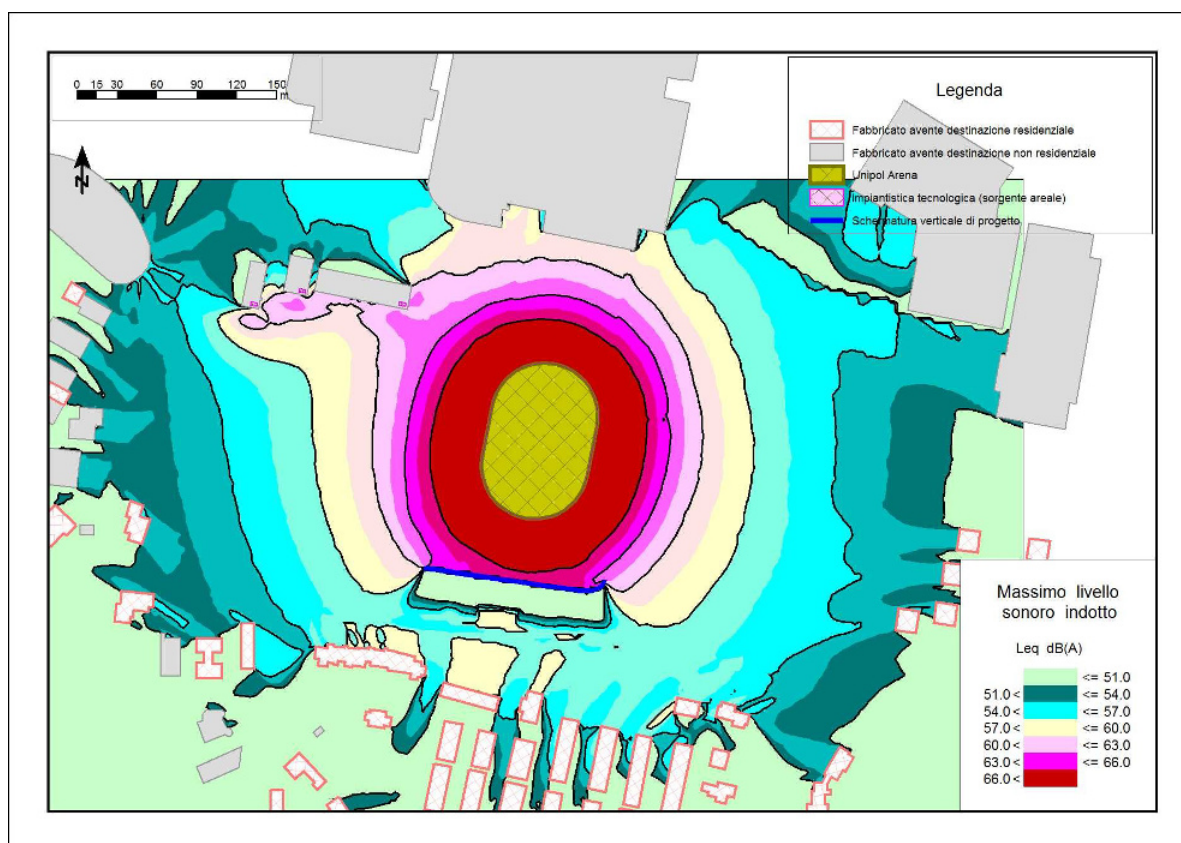 0 15 30 60 90 120 150
m
N
Legenda
Fabbricato avente destinazione residenziale
Fabbricato avente destinazione non residenziale
Unipol Arena
Impiantistica tecnologica (sorgente areale)
Schermatura verticale di progetto
Massimo livello
sonoro indotto
Leq dB(A)
<= 51.0
51.0 < <= 54.0
54.0 < <= 57.0
57.0 < <= 60.0
60.0 < <= 63.0
63.0 < <= 66.0
66.0 <